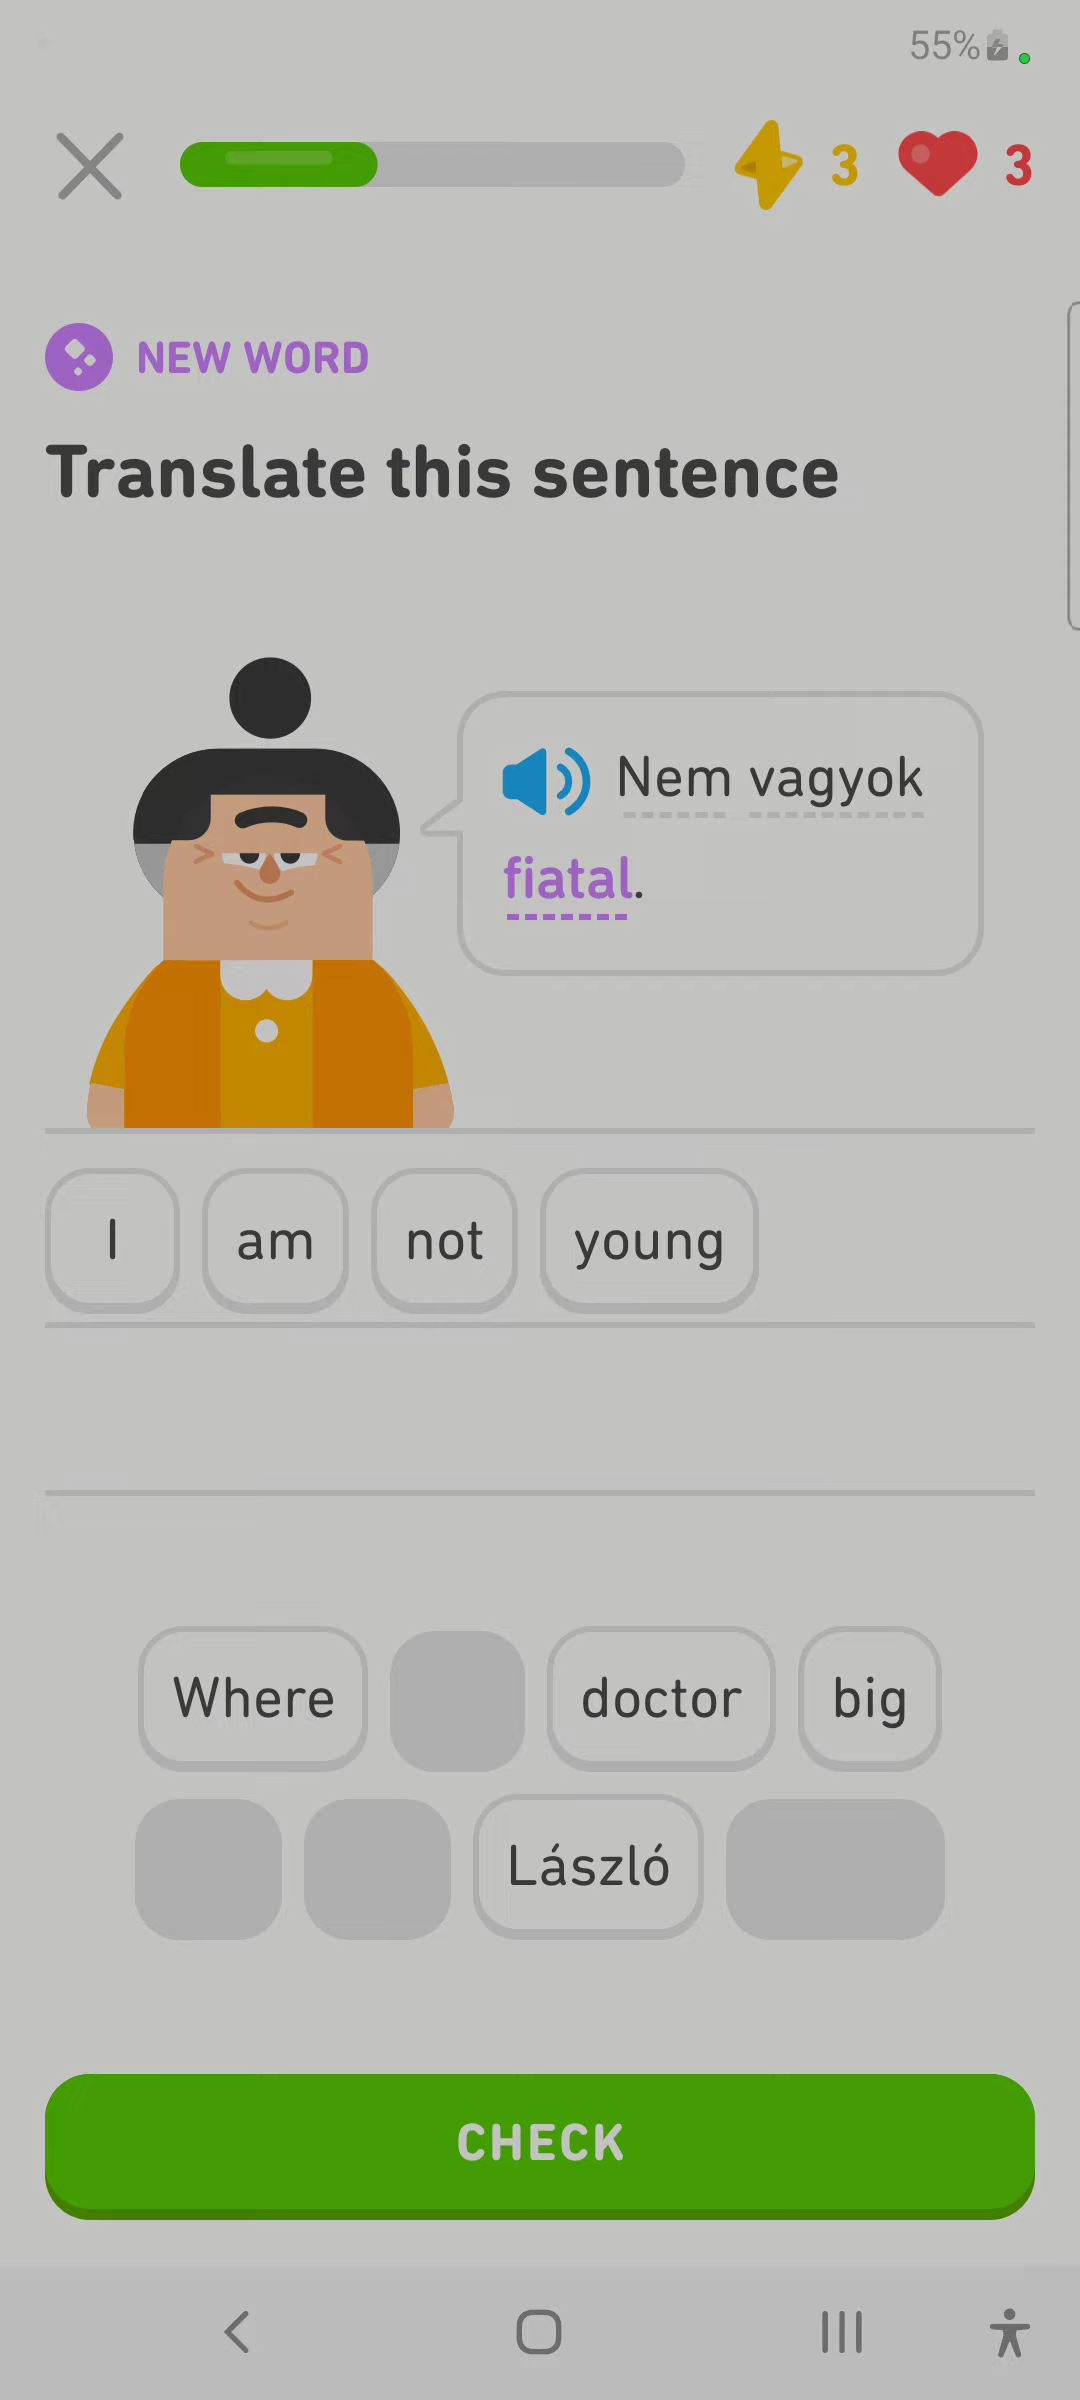 55%
3
3
NEW WORD
Translate this sentence
Nem vagyok
fiatal.
I am not young
Where doctor big
László
CHECK